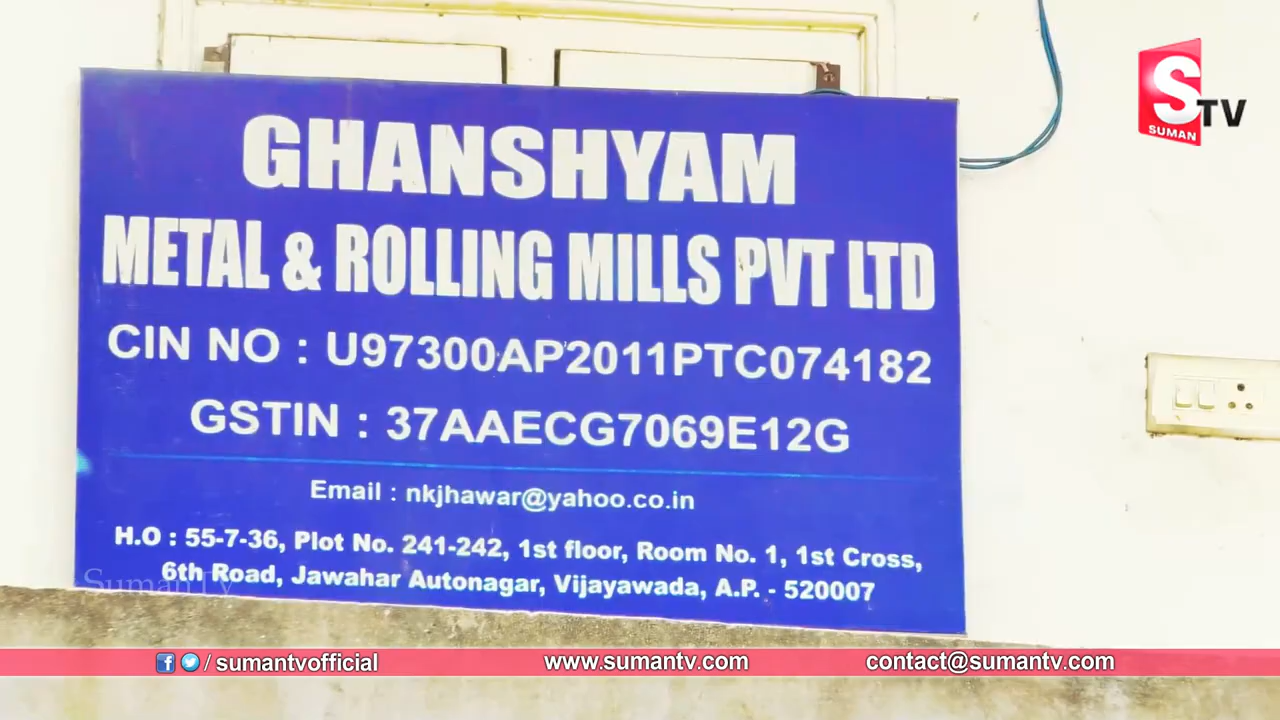 S
TV
SUMAN
GHANSHYAM
METAL & ROLLING MILLS PVT LTD
CIN NO : U97300AP2011PTC074182
GSTIN : 37AAECG7069E12G
Email : nkjhawar@yahoo.co.in
H.O : 55-7-36, Plot No. 241-242, 1st floor, Room No. 1, 1st Cross,
6th Road, Jawahar Autonagar, Vijayawada, A.P. - 520007
Suman TV
/ sumantvofficial
www.sumantv.com
contact@sumantv.com